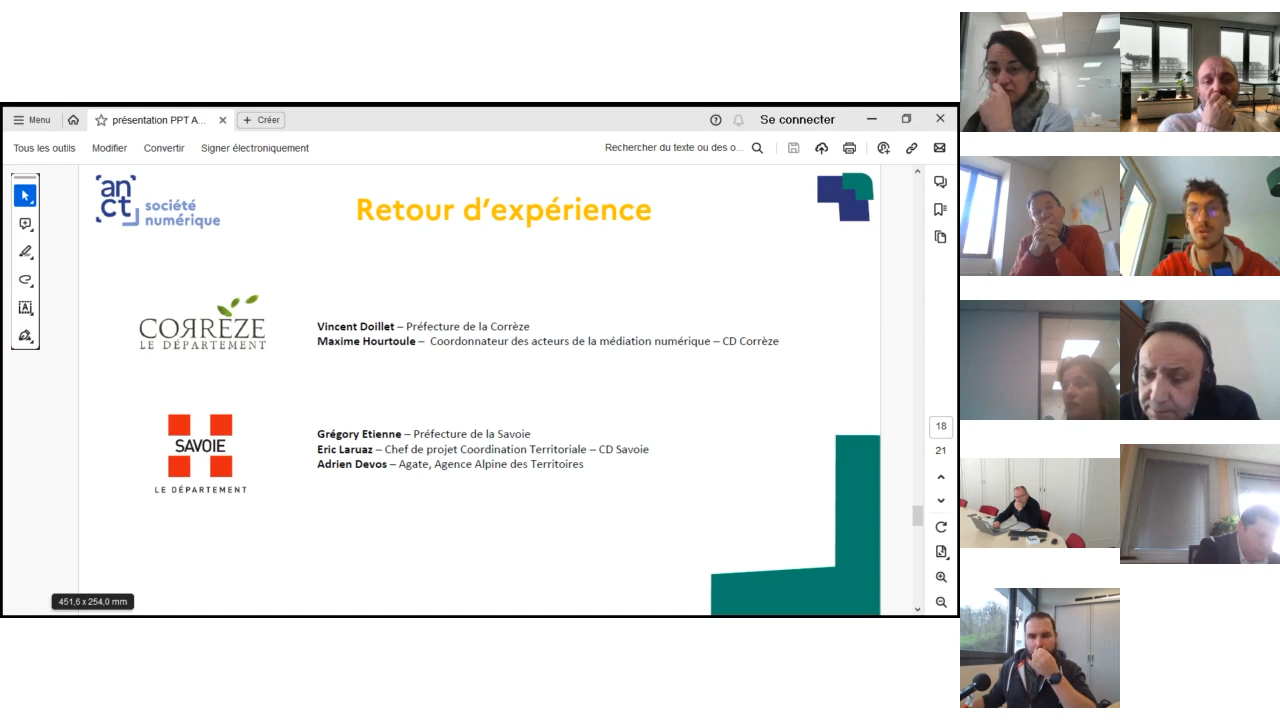 Menu
présentation PPT A...
Créer
Se connecter
Tous les outils
Modifier
Convertir
Signer électroniquement
Rechercher du texte ou des o...
anct société numérique
Retour d'expérience
CORRÈZE
LE DÉPARTEMENT
Vincent Doillet – Préfecture de la Corrèze
Maxime Hourtoule – Coordonnateur des acteurs de la médiation numérique – CD Corrèze
SAVOIE
LE DÉPARTEMENT
Grégory Etienne – Préfecture de la Savoie
Eric Laruaz – Chef de projet Coordination Territoriale – CD Savoie
Adrien Devos – Agate, Agence Alpine des Territoires
18
21
451,6 x 254,0 mm